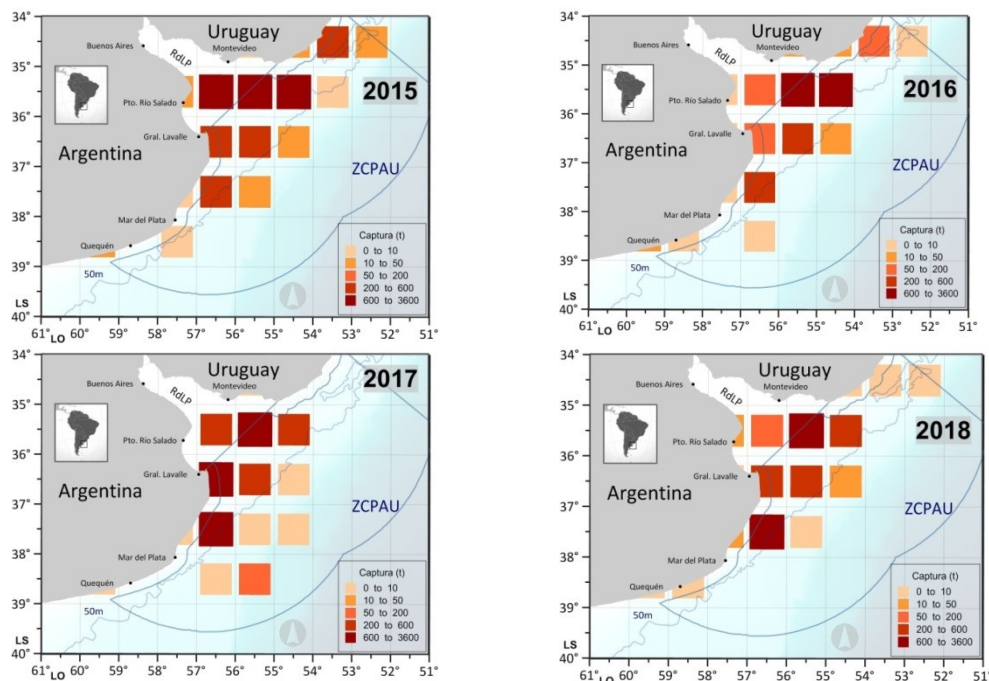 34°
35°
36°
37°
38°
39°
40°
LS
61° LO 60° 59° 58° 57° 56° 55° 54° 53° 52° 51°
Uruguay
Buenos Aires
RdLP
Montevideo
2015
Pto. Río Salado
Gral. Lavalle
Argentina
ZCPAU
Mar del Plata
Quequén
50m
Captura (t)
0 to 10
10 to 50
50 to 200
200 to 600
600 to 3600
34°
35°
36°
37°
38°
39°
40°
LS
61° LO 60° 59° 58° 57° 56° 55° 54° 53° 52° 51°
Uruguay
Buenos Aires
RdLP
Montevideo
2016
Pto. Río Salado
Gral. Lavalle
Argentina
ZCPAU
Mar del Plata
Quequén
50m
Captura (t)
0 to 10
10 to 50
50 to 200
200 to 600
600 to 3600
34°
35°
36°
37°
38°
39°
40°
LS
61° LO 60° 59° 58° 57° 56° 55° 54° 53° 52° 51°
Uruguay
Buenos Aires
RdLP
Montevideo
2017
Pto. Río Salado
Gral. Lavalle
Argentina
ZCPAU
Mar del Plata
Quequén
50m
Captura (t)
0 to 10
10 to 50
50 to 200
200 to 600
600 to 3600
34°
35°
36°
37°
38°
39°
40°
LS
61° LO 60° 59° 58° 57° 56° 55° 54° 53° 52° 51°
Uruguay
Buenos Aires
RdLP
Montevideo
2018
Pto. Río Salado
Gral. Lavalle
Argentina
ZCPAU
Mar del Plata
Quequén
50m
Captura (t)
0 to 10
10 to 50
50 to 200
200 to 600
600 to 3600